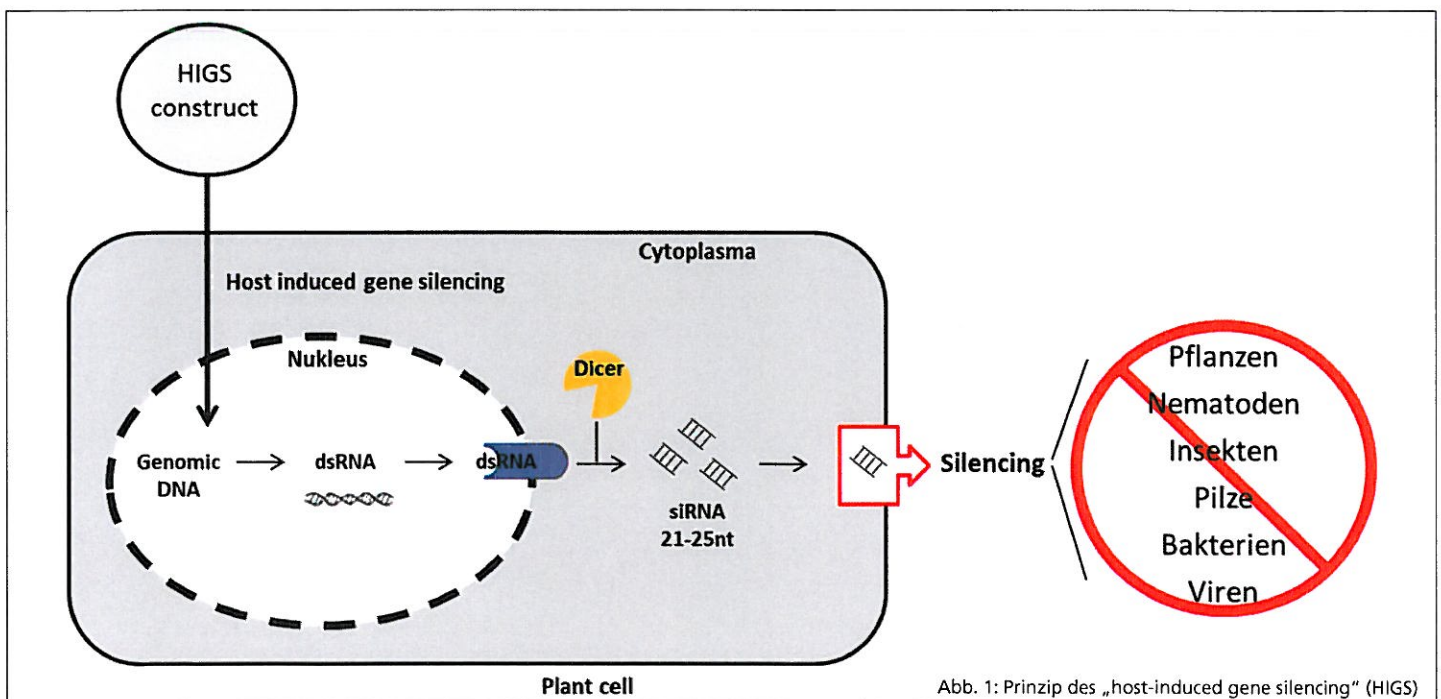 HIGS
construct
Cytoplasma
Host induced gene silencing
Nukleus
Dicer
Genomic
DNA
dsRNA
dsRNA
siRNA
21-25nt
Silencing
Pflanzen
Nematoden
Insekten
Pilze
Bakterien
Viren
Plant cell
Abb. 1: Prinzip des „host-induced gene silencing“ (HIGS)